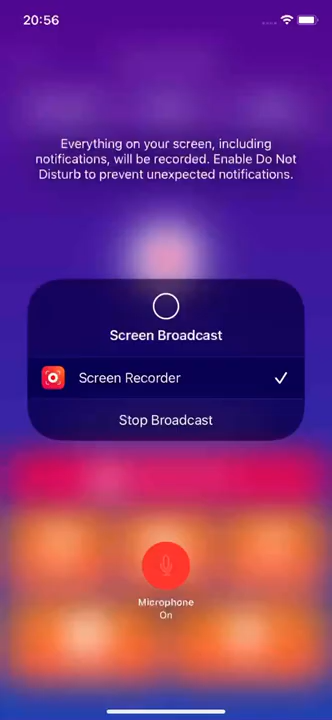 20:56
Everything on your screen, including
notifications, will be recorded. Enable Do Not
Disturb to prevent unexpected notifications.
Screen Broadcast
Screen Recorder
Stop Broadcast
Microphone
On